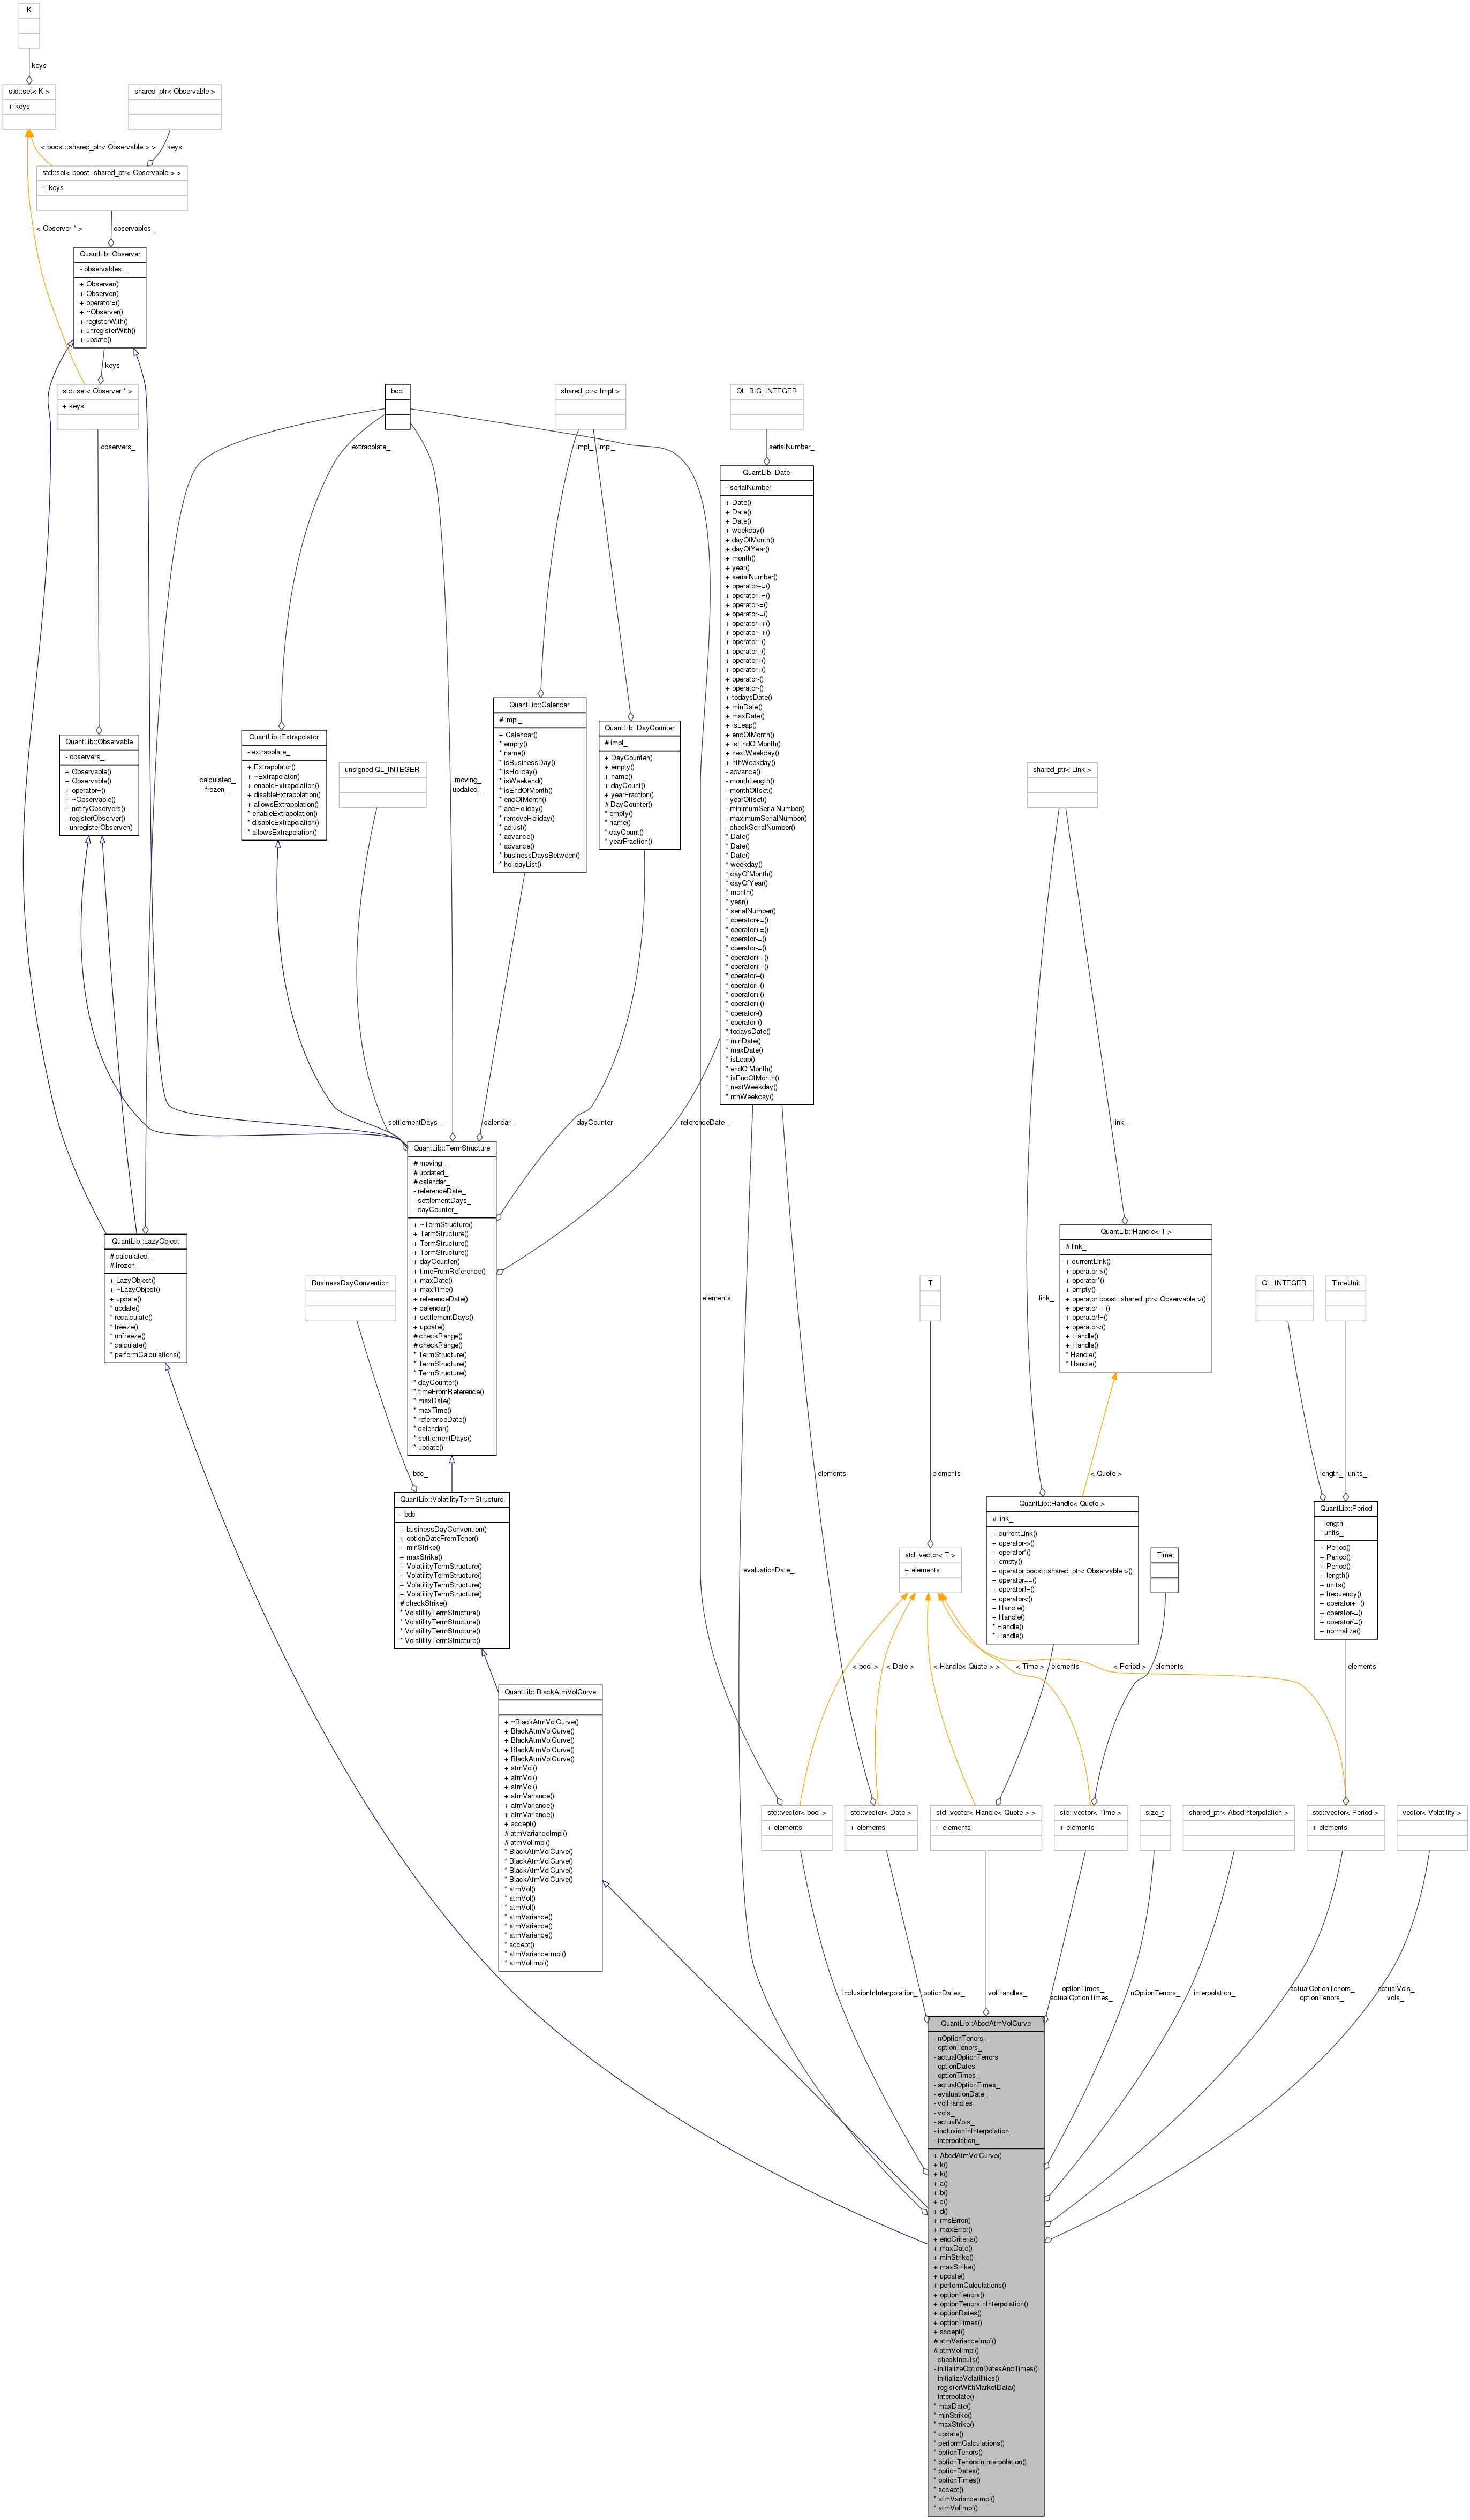 K
keys
std::set< K >
+ keys
shared_ptr< Observable >
< boost::shared_ptr< Observable > >
keys
std::set< boost::shared_ptr< Observable > >
+ keys
< Observer * >
observables_
QuantLib::Observer
- observables_
+ Observer()
+ Observer()
+ operator=()
+ ~Observer()
+ registerWith()
+ unregisterWith()
+ update()
keys
std::set< Observer * >
+ keys
observers_
bool
shared_ptr< Impl >
QL_BIG_INTEGER
extrapolate_
impl_
impl_
serialNumber_
QuantLib::Date
- serialNumber_
+ Date()
+ Date()
+ Date()
+ weekday()
+ dayOfMonth()
+ dayOfYear()
+ month()
+ year()
+ serialNumber()
+ operator+=()
+ operator+=()
+ operator-=()
+ operator-=()
+ operator++()
+ operator++()
+ operator--()
+ operator--()
+ operator+()
+ operator+()
+ operator-()
+ operator-()
+ todaysDate()
+ minDate()
+ maxDate()
+ isLeap()
+ endOfMonth()
+ isEndOfMonth()
+ nextWeekday()
+ nthWeekday()
- advance()
- monthLength()
- monthOffset()
- yearOffset()
- minimumSerialNumber()
- maximumSerialNumber()
- checkSerialNumber()
* Date()
* Date()
* Date()
* weekday()
* dayOfMonth()
* dayOfYear()
* month()
* year()
* serialNumber()
* operator+=()
* operator+=()
* operator-=()
* operator-=()
* operator++()
* operator++()
* operator--()
* operator--()
* operator+()
* operator+()
* operator-()
* operator-()
* todaysDate()
* minDate()
* maxDate()
* isLeap()
* endOfMonth()
* isEndOfMonth()
* nextWeekday()
* nthWeekday()
QuantLib::Calendar
# impl_
+ Calendar()
* empty()
* name()
* isBusinessDay()
* isHoliday()
* isWeekend()
* isEndOfMonth()
* endOfMonth()
* addHoliday()
* removeHoliday()
* adjust()
* advance()
* advance()
* businessDaysBetween()
* holidayList()
QuantLib::DayCounter
# impl_
+ DayCounter()
+ empty()
+ name()
+ dayCount()
+ yearFraction()
# DayCounter()
* empty()
* name()
* dayCount()
* yearFraction()
QuantLib::Observable
- observers_
+ Observable()
+ Observable()
+ operator=()
+ ~Observable()
+ notifyObservers()
- registerObserver()
- unregisterObserver()
QuantLib::Extrapolator
- extrapolate_
+ Extrapolator()
+ ~Extrapolator()
+ enableExtrapolation()
+ disableExtrapolation()
+ allowsExtrapolation()
* enableExtrapolation()
* disableExtrapolation()
* allowsExtrapolation()
unsigned QL_INTEGER
calculated_
frozen_
moving_
updated_
shared_ptr< Link >
settlementDays_
calendar_
dayCounter_
referenceDate_
link_
QuantLib::TermStructure
# moving_
# updated_
# calendar_
- referenceDate_
- settlementDays_
- dayCounter_
+ ~TermStructure()
+ TermStructure()
+ TermStructure()
+ TermStructure()
+ dayCounter()
+ timeFromReference()
+ maxDate()
+ maxTime()
+ referenceDate()
+ calendar()
+ settlementDays()
+ update()
# checkRange()
# checkRange()
* TermStructure()
* TermStructure()
* TermStructure()
* dayCounter()
* timeFromReference()
* maxDate()
* maxTime()
* referenceDate()
* calendar()
* settlementDays()
* update()
QuantLib::LazyObject
# calculated_
# frozen_
+ LazyObject()
+ ~LazyObject()
+ update()
* update()
* recalculate()
* freeze()
* unfreeze()
* calculate()
* performCalculations()
BusinessDayConvention
elements
T
link_
QuantLib::Handle< T >
# link_
+ currentLink()
+ operator->()
+ operator*()
+ empty()
+ operator boost::shared_ptr< Observable >()
+ operator==()
+ operator!=()
+ operator<()
+ Handle()
+ Handle()
* Handle()
* Handle()
QL_INTEGER
TimeUnit
bdc_
elements
elements
< Quote >
length_
units_
QuantLib::VolatilityTermStructure
- bdc_
+ businessDayConvention()
+ optionDateFromTenor()
+ minStrike()
+ maxStrike()
+ VolatilityTermStructure()
+ VolatilityTermStructure()
+ VolatilityTermStructure()
+ VolatilityTermStructure()
# checkStrike()
* VolatilityTermStructure()
* VolatilityTermStructure()
* VolatilityTermStructure()
* VolatilityTermStructure()
evaluationDate_
std::vector< T >
+ elements
QuantLib::Handle< Quote >
# link_
+ currentLink()
+ operator->()
+ operator*()
+ empty()
+ operator boost::shared_ptr< Observable >()
+ operator==()
+ operator!=()
+ operator<()
+ Handle()
+ Handle()
* Handle()
* Handle()
Time
QuantLib::Period
- length_
- units_
+ Period()
+ Period()
+ Period()
+ length()
+ units()
+ frequency()
+ operator+=()
+ operator-=()
+ operator/=()
+ normalize()
< bool >
< Date >
< Handle< Quote > >
< Time >
elements
< Period >
elements
elements
QuantLib::BlackAtmVolCurve
+ ~BlackAtmVolCurve()
+ BlackAtmVolCurve()
+ BlackAtmVolCurve()
+ BlackAtmVolCurve()
+ BlackAtmVolCurve()
+ atmVol()
+ atmVol()
+ atmVol()
+ atmVariance()
+ atmVariance()
+ atmVariance()
+ accept()
# atmVarianceImpl()
# atmVolImpl()
* BlackAtmVolCurve()
* BlackAtmVolCurve()
* BlackAtmVolCurve()
* BlackAtmVolCurve()
* atmVol()
* atmVol()
* atmVol()
* atmVariance()
* atmVariance()
* atmVariance()
* accept()
* atmVarianceImpl()
* atmVolImpl()
std::vector< bool >
+ elements
std::vector< Date >
+ elements
std::vector< Handle< Quote > >
+ elements
std::vector< Time >
+ elements
size_t
shared_ptr< AbcdInterpolation >
std::vector< Period >
+ elements
vector< Volatility >
inclusionInInterpolation_
optionDates_
volHandles_
optionTimes_
actualOptionTimes_
nOptionTenors_
interpolation_
actualOptionTenors_
optionTenors_
actualVols_
vols_
QuantLib::AbcdAtmVolCurve
- nOptionTenors_
- optionTenors_
- actualOptionTenors_
- optionDates_
- optionTimes_
- actualOptionTimes_
- evaluationDate_
- volHandles_
- vols_
- actualVols_
- inclusionInInterpolation_
- interpolation_
+ AbcdAtmVolCurve()
+ k()
+ k()
+ a()
+ b()
+ c()
+ d()
+ rmsError()
+ maxError()
+ endCriteria()
+ maxDate()
+ minStrike()
+ maxStrike()
+ update()
+ performCalculations()
+ optionTenors()
+ optionTenorsInInterpolation()
+ optionDates()
+ optionTimes()
+ accept()
# atmVarianceImpl()
# atmVolImpl()
- checkInputs()
- initializeOptionDatesAndTimes()
- initializeVolatilities()
- registerWithMarketData()
- interpolate()
* maxDate()
* minStrike()
* maxStrike()
* update()
* performCalculations()
* optionTenors()
* optionTenorsInInterpolation()
* optionDates()
* optionTimes()
* accept()
* atmVarianceImpl()
* atmVolImpl()